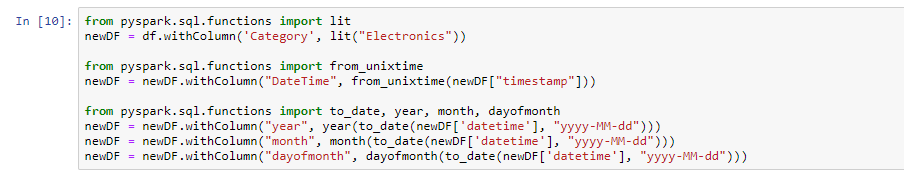 In [10]: from pyspark.sql.functions import lit
newDF = df.withColumn('Category', lit("Electronics"))
from pyspark.sql.functions import from_unixtime
newDF = newDF.withColumn("DateTime", from_unixtime(newDF["timestamp"]))
from pyspark.sql.functions import to_date, year, month, dayofmonth
newDF = newDF.withColumn("year", year(to_date(newDF['datetime'], "yyyy-MM-dd")))
newDF = newDF.withColumn("month", month(to_date(newDF['datetime'], "yyyy-MM-dd")))
newDF = newDF.withColumn("dayofmonth", dayofmonth(to_date(newDF['datetime'], "yyyy-MM-dd")))